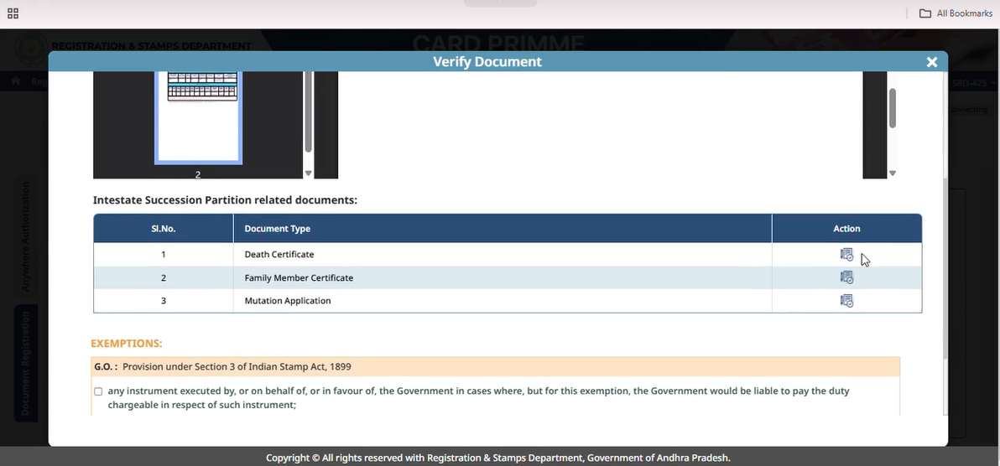 All Bookmarks
REGISTRATION & STAMPS DEPARTMENT
CARD PRIMME
Verify Document
Reg
SRO-425
2
Intestate Succession Partition related documents:
Sl.No. Document Type Action
1 Death Certificate
2 Family Member Certificate
3 Mutation Application
Anywhere Authorization
Document Registration
EXEMPTIONS:
G.O. : Provision under Section 3 of Indian Stamp Act, 1899
any instrument executed by, or on behalf of, or in favour of, the Government in cases where, but for this exemption, the Government would be liable to pay the duty
chargeable in respect of such instrument;
Copyright © All rights reserved with Registration & Stamps Department, Government of Andhra Pradesh.